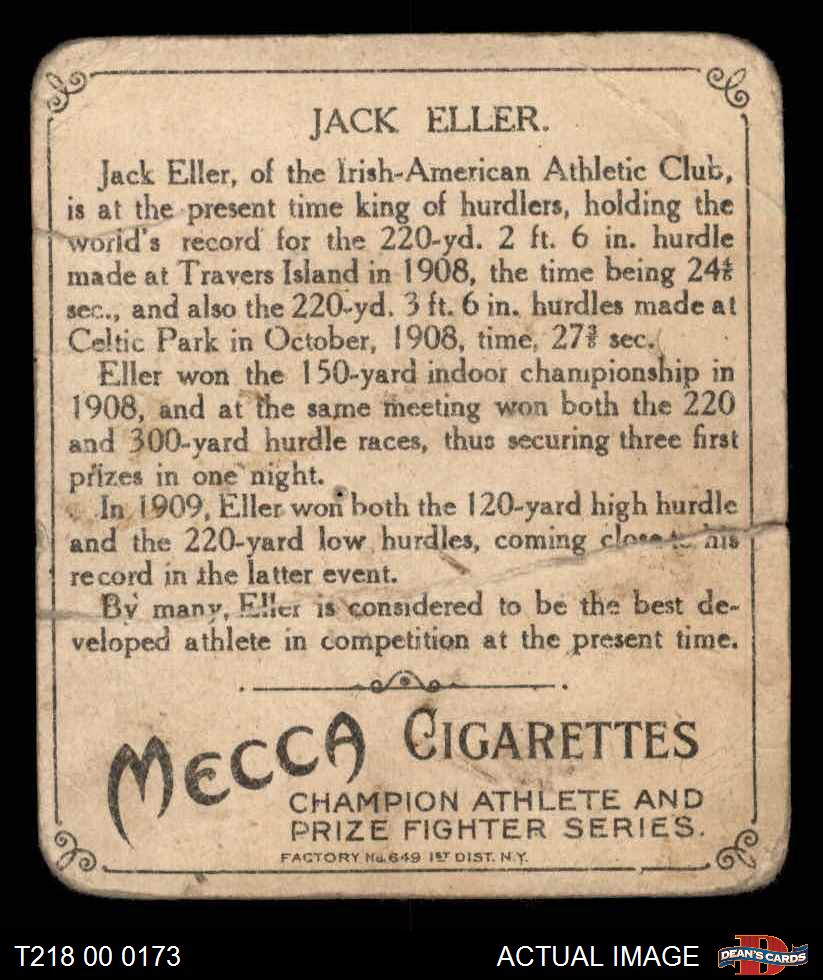 JACK ELLER.
Jack Eller, of the Irish-American Athletic Club,
is at the present time king of hurdlers, holding the
world's record for the 220-yd. 2 ft. 6 in. hurdle
made at Travers Island in 1908, the time being 24⅘
sec., and also the 220-yd. 3 ft. 6 in. hurdles made at
Celtic Park in October, 1908, time, 27⅗ sec.
Eller won the 150-yard indoor championship in
1908, and at the same meeting won both the 220
and 300-yard hurdle races, thus securing three first
prizes in one night.
In 1909, Eller won both the 120-yard high hurdle
and the 220-yard low hurdles, coming close to his
record in the latter event.
By many, Eller is considered to be the best de-
veloped athlete in competition at the present time.
MECCA CIGARETTES
CHAMPION ATHLETE AND
PRIZE FIGHTER SERIES.
FACTORY No. 649 1ST DIST. N.Y.
T218 00 0173 ACTUAL IMAGE DEAN'S CARDS